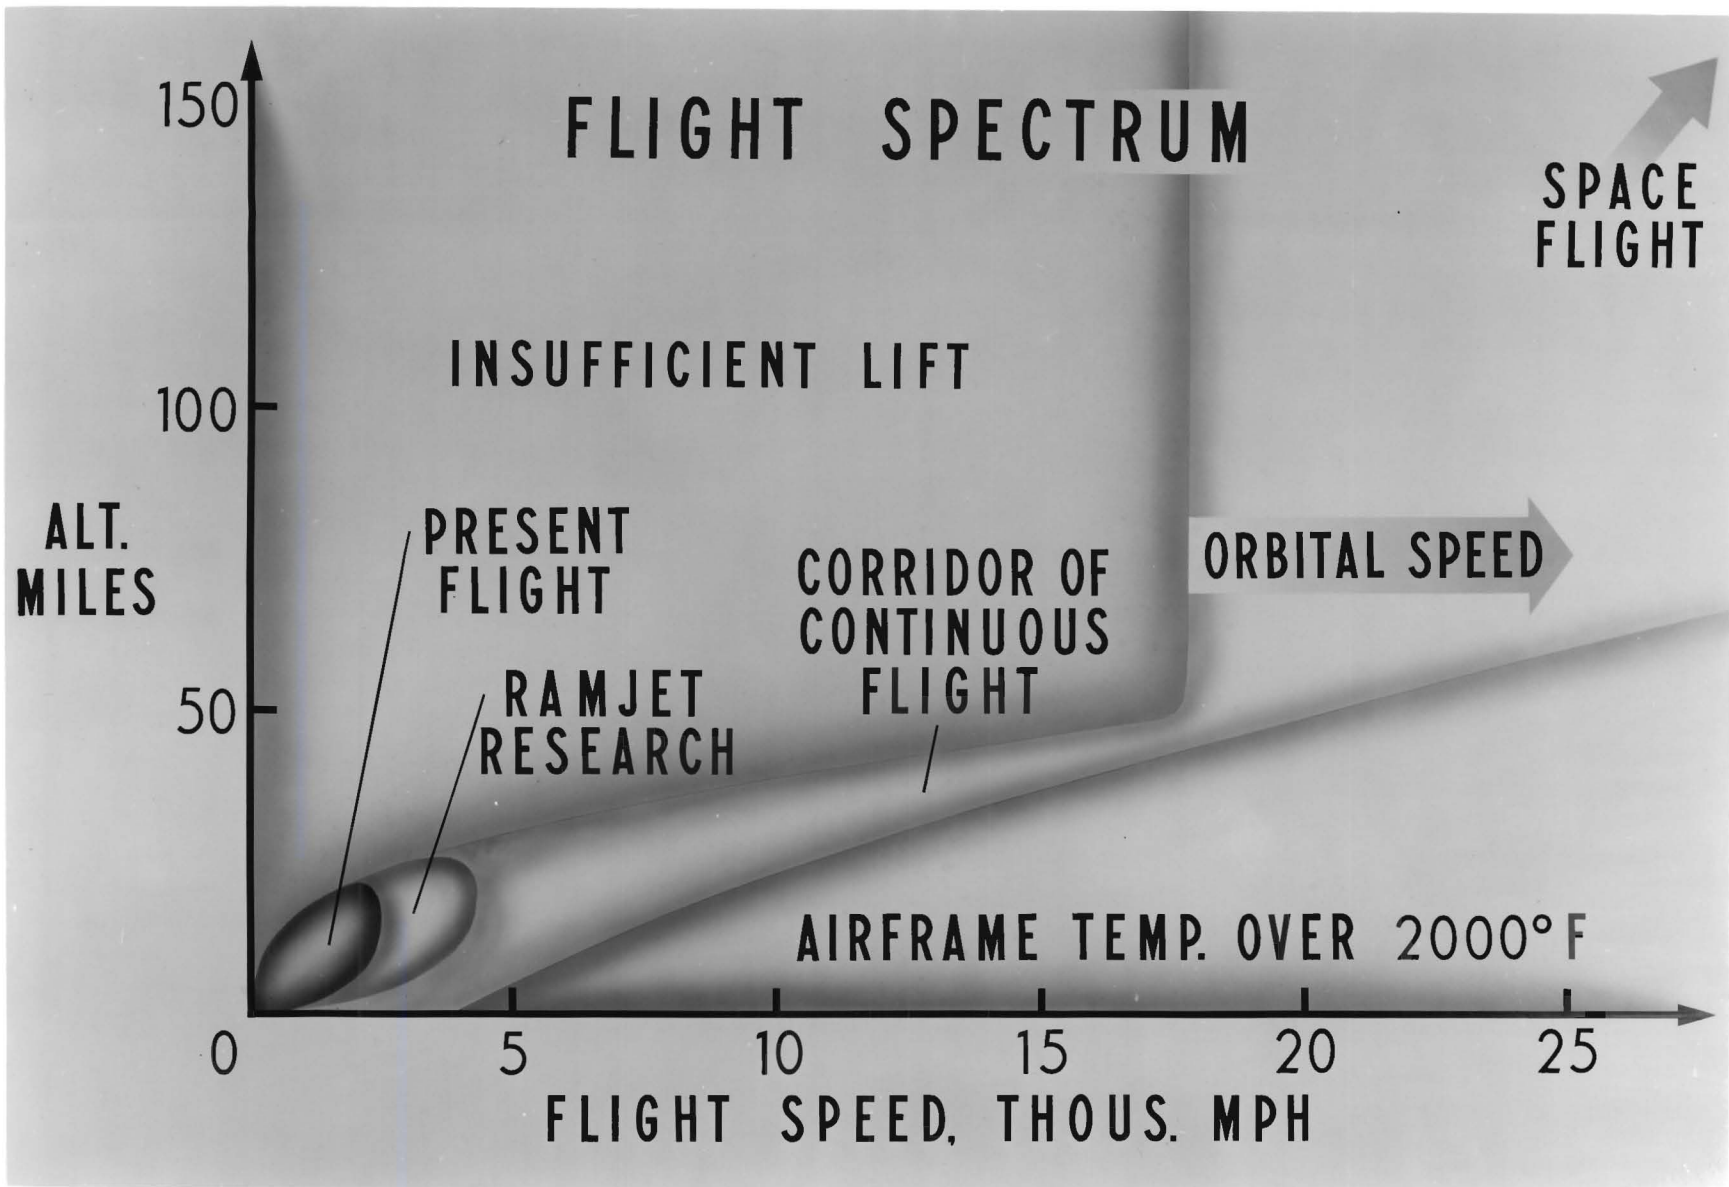 FLIGHT SPECTRUM
150
100
50
0
ALT.
MILES
SPACE
FLIGHT
INSUFFICIENT LIFT
PRESENT
FLIGHT
RAMJET
RESEARCH
CORRIDOR OF
CONTINUOUS
FLIGHT
ORBITAL SPEED
AIRFRAME TEMP. OVER 2000° F
5 10 15 20 25
FLIGHT SPEED, THOUS. MPH